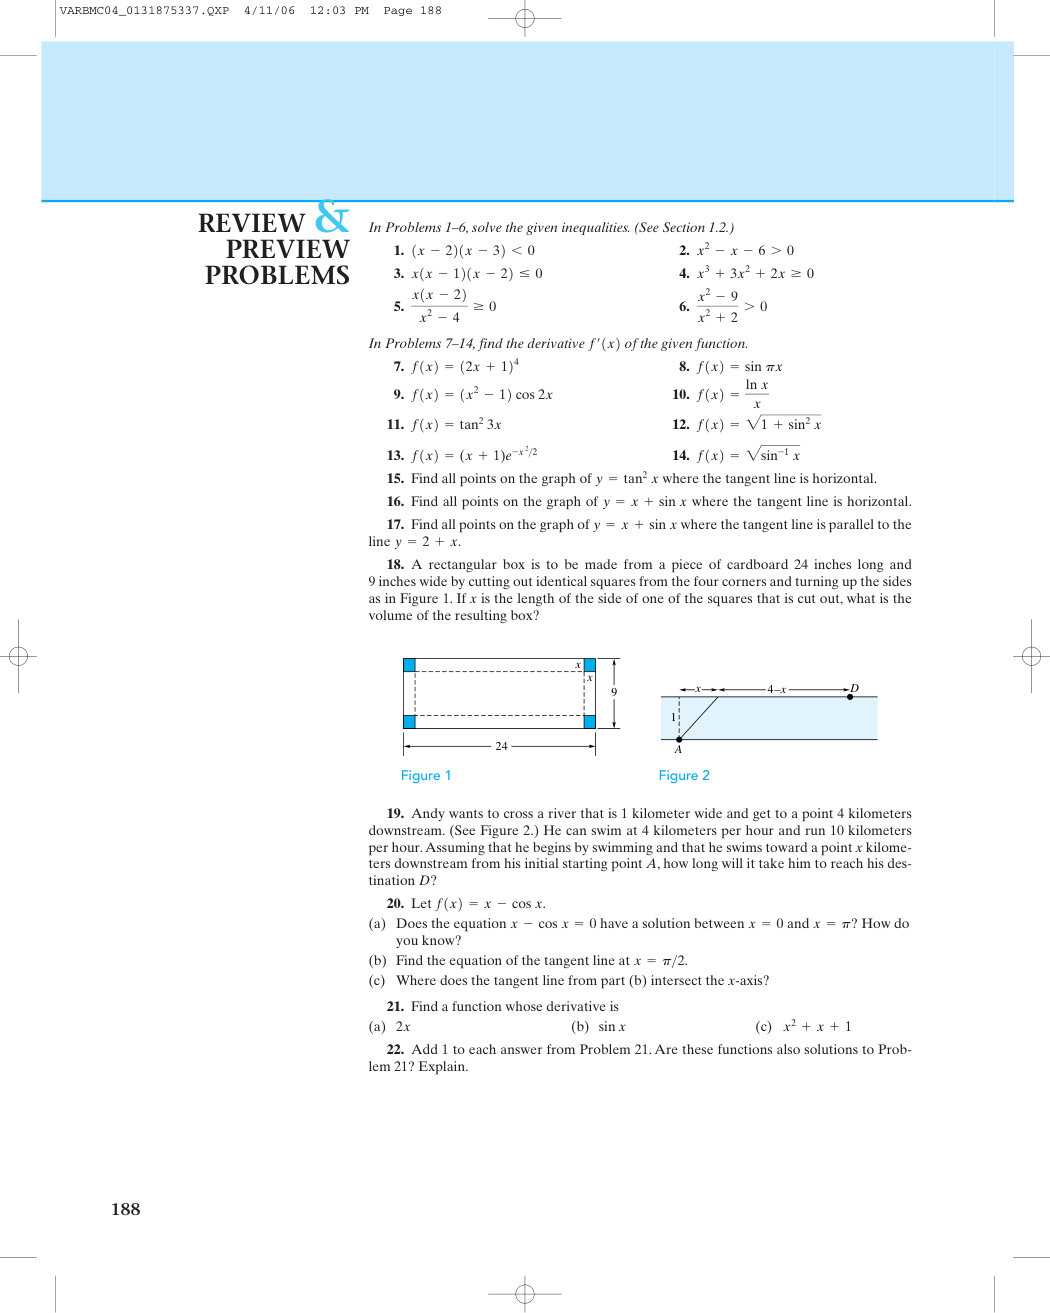 VARBMC04_0131875337.QXP 4/11/06 12:03 PM Page 188
REVIEW &
PREVIEW
PROBLEMS
In Problems 1–6, solve the given inequalities. (See Section 1.2.)
1. (x − 2)(x − 3) < 0
2. x² − x − 6 > 0
3. x(x − 1)(x − 2) ≤ 0
4. x³ + 3x² + 2x ≥ 0
5. x(x − 2) / x² − 4 ≥ 0
6. x² − 9 / x² + 2 > 0
In Problems 7–14, find the derivative f′(x) of the given function.
7. f(x) = (2x + 1)⁴
8. f(x) = sin πx
9. f(x) = (x² − 1) cos 2x
10. f(x) = ln x / x
11. f(x) = tan² 3x
12. f(x) = √1 + sin² x
13. f(x) = (x + 1)e^−x²/2
14. f(x) = √sin⁻¹ x
15. Find all points on the graph of y = tan² x where the tangent line is horizontal.
16. Find all points on the graph of y = x + sin x where the tangent line is horizontal.
17. Find all points on the graph of y = x + sin x where the tangent line is parallel to the
line y = 2 + x.
18. A rectangular box is to be made from a piece of cardboard 24 inches long and
9 inches wide by cutting out identical squares from the four corners and turning up the sides
as in Figure 1. If x is the length of the side of one of the squares that is cut out, what is the
volume of the resulting box?
x
x
9
24
Figure 1
x
4–x
D
1
A
Figure 2
19. Andy wants to cross a river that is 1 kilometer wide and get to a point 4 kilometers
downstream. (See Figure 2.) He can swim at 4 kilometers per hour and run 10 kilometers
per hour. Assuming that he begins by swimming and that he swims toward a point x kilome-
ters downstream from his initial starting point A, how long will it take him to reach his des-
tination D?
20. Let f(x) = x − cos x.
(a) Does the equation x − cos x = 0 have a solution between x = 0 and x = π? How do
you know?
(b) Find the equation of the tangent line at x = π/2.
(c) Where does the tangent line from part (b) intersect the x-axis?
21. Find a function whose derivative is
(a) 2x (b) sin x (c) x² + x + 1
22. Add 1 to each answer from Problem 21. Are these functions also solutions to Prob-
lem 21? Explain.
188